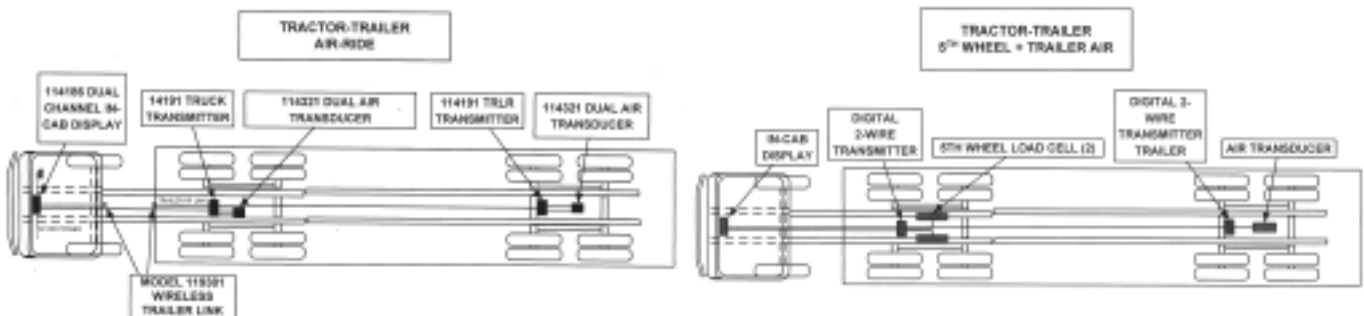 TRACTOR-TRAILER
AIR-RIDE
114186 DUAL
CHANNEL IN-
CAB DISPLAY
14191 TRUCK
TRANSMITTER
114321 DUAL AIR
TRANSDUCER
114191 TRLR
TRANSMITTER
114321 DUAL AIR
TRANSDUCER
MODEL 119301
WIRELESS
TRAILER LINK
TRACTOR-TRAILER
5TH WHEEL + TRAILER AIR
IN-CAB
DISPLAY
DIGITAL
2-WIRE
TRANSMITTER
5TH WHEEL LOAD CELL (2)
DIGITAL 2-
WIRE
TRANSMITTER
TRAILER
AIR TRANSDUCER